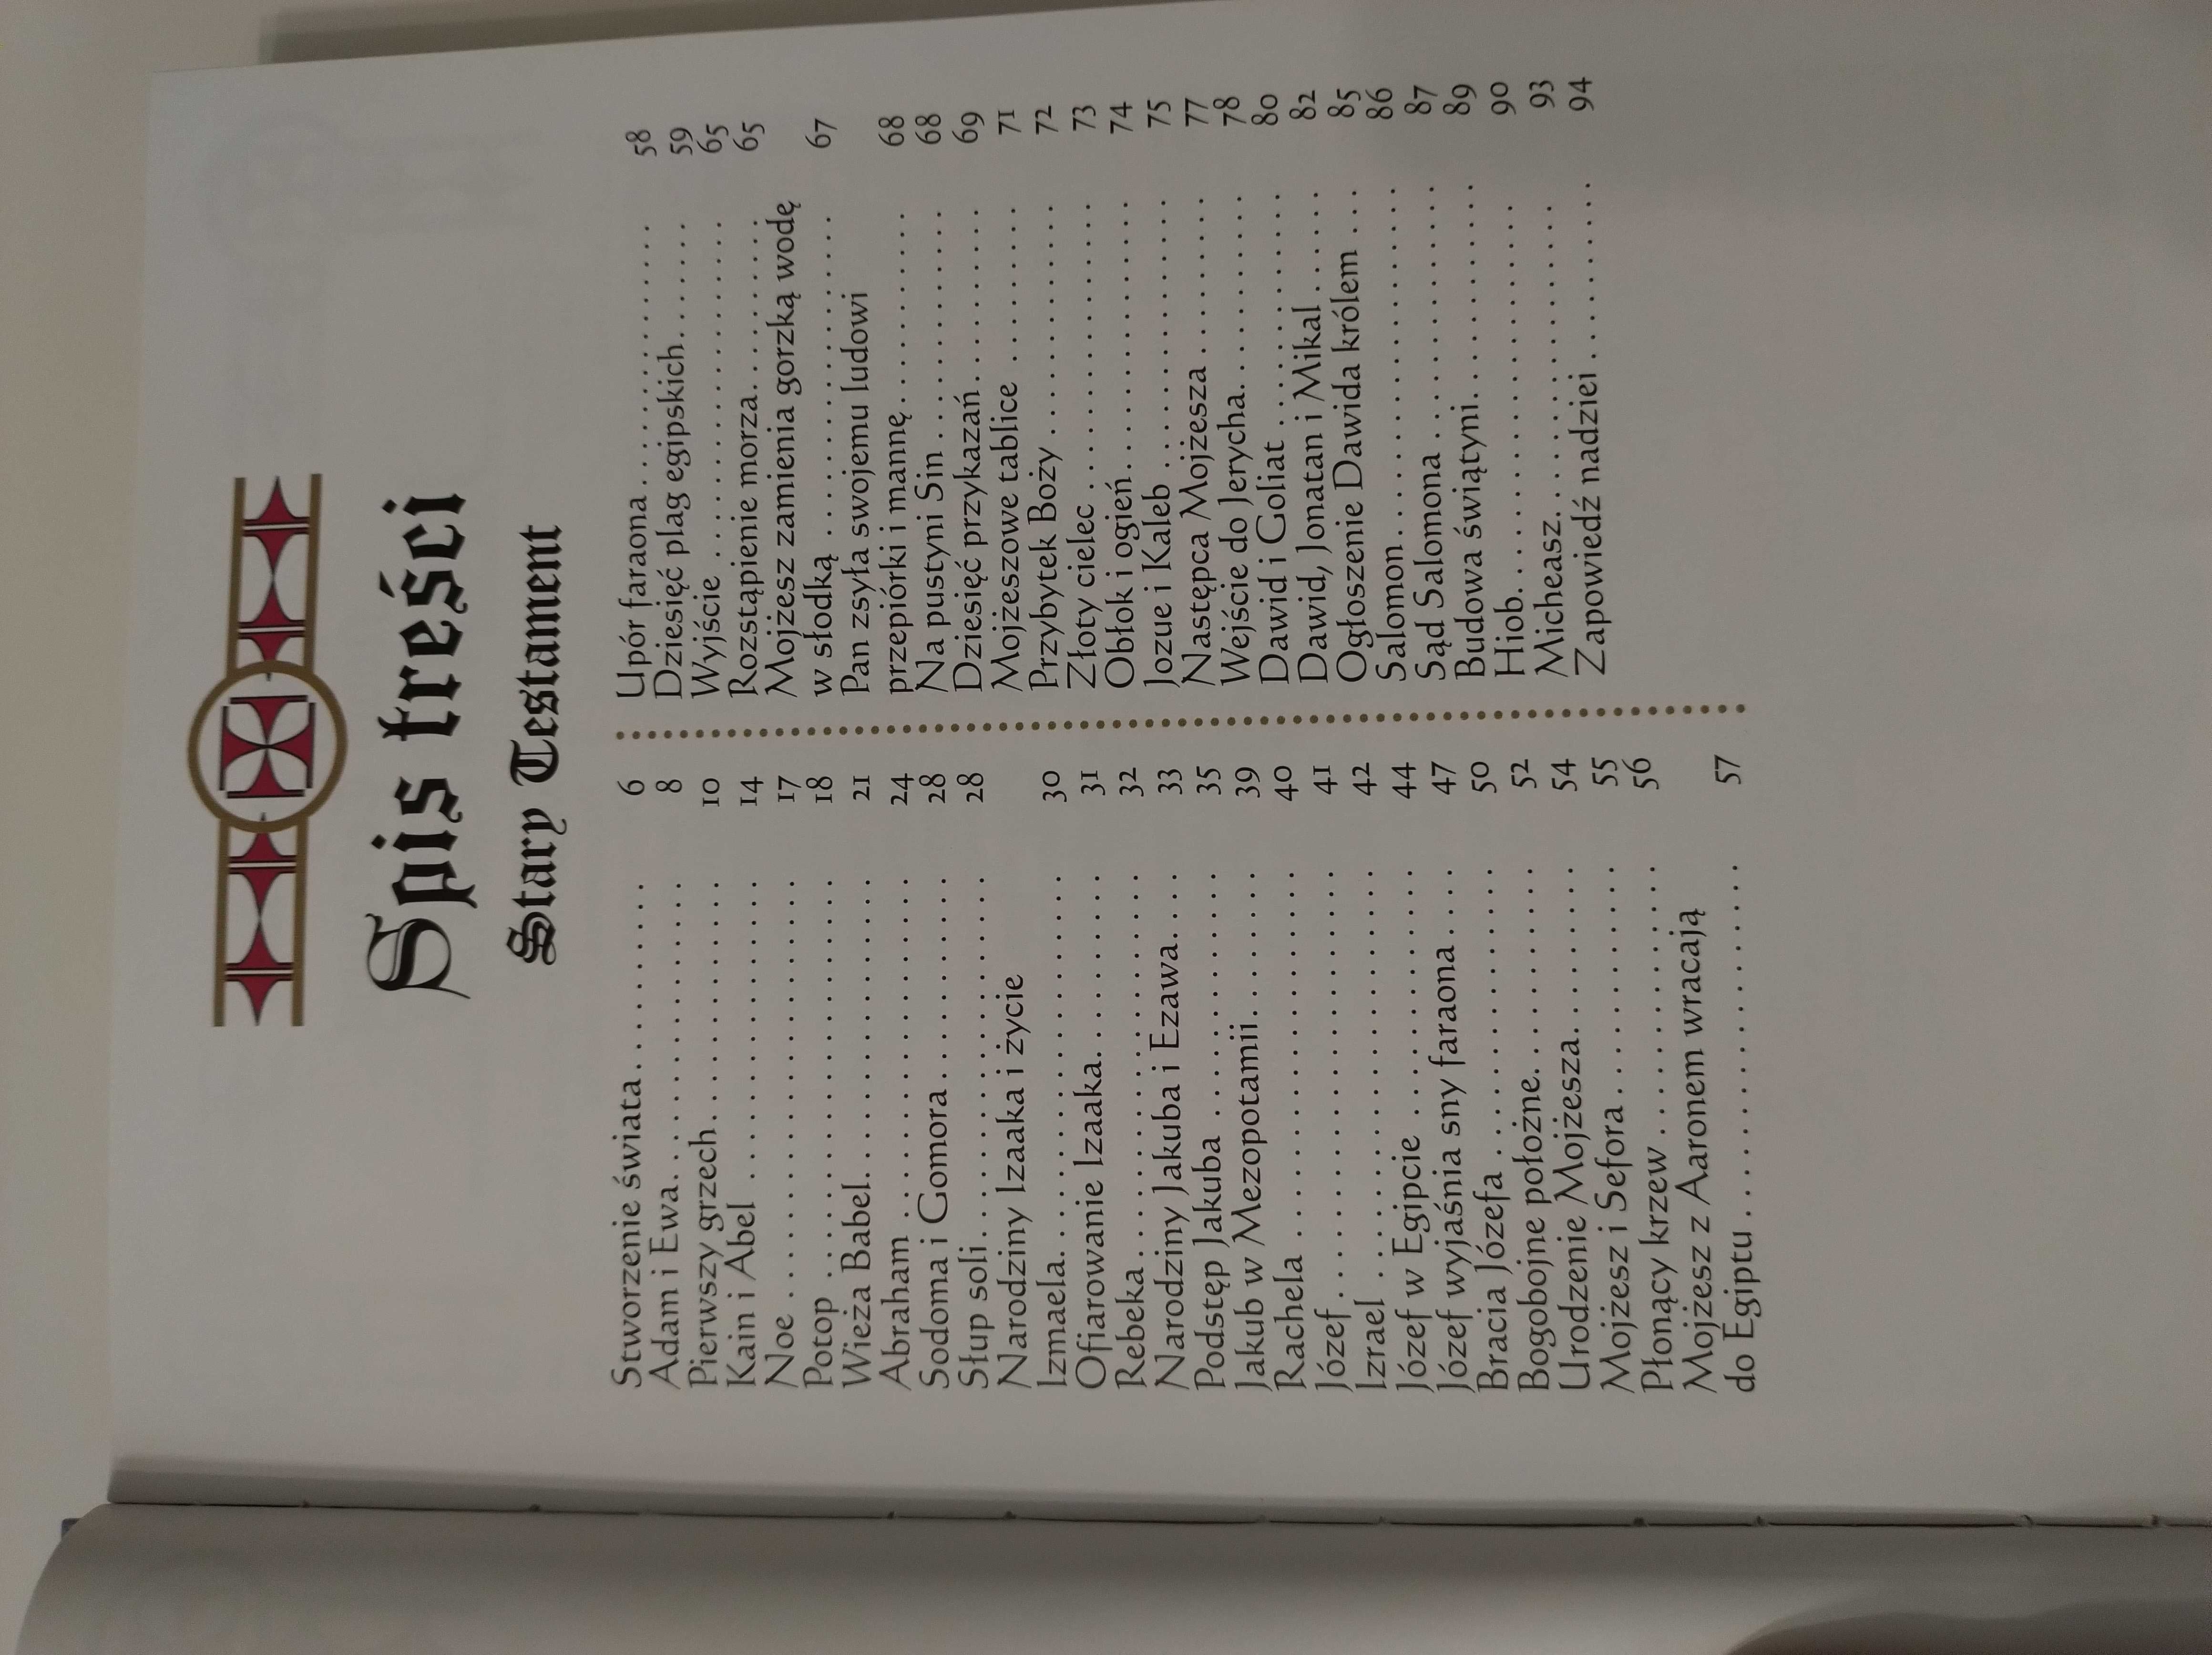 Spis treści
Stary Testament
Stworzenie świata. . . . . . . . . . . 6
Adam i Ewa. . . . . . . . . . . . . . . . . 8
Pierwszy grzech. . . . . . . . . . . . . . 10
Kain i Abel . . . . . . . . . . . . . . . . . 14
Noe . . . . . . . . . . . . . . . . . . . . . . . 17
Potop . . . . . . . . . . . . . . . . . . . . . . 18
Wieża Babel. . . . . . . . . . . . . . . . . 21
Abraham . . . . . . . . . . . . . . . . . . . 24
Sodoma i Gomora . . . . . . . . . . . 28
Słup soli. . . . . . . . . . . . . . . . . . . . 28
Narodziny Izaaka i życie
Izmaela. . . . . . . . . . . . . . . . . . . . . 30
Ofiarowanie Izaaka. . . . . . . . . . 31
Rebeka . . . . . . . . . . . . . . . . . . . . . 32
Narodziny Jakuba i Ezawa. . . . 33
Podstęp Jakuba . . . . . . . . . . . . . 35
Jakub w Mezopotamii. . . . . . . . 39
Rachela . . . . . . . . . . . . . . . . . . . . 40
Józef . . . . . . . . . . . . . . . . . . . . . . . 41
Izrael . . . . . . . . . . . . . . . . . . . . . . 42
Józef w Egipcie . . . . . . . . . . . . . . 44
Józef wyjaśnia sny faraona . . . . 47
Bracia Józefa . . . . . . . . . . . . . . . . 50
Bogobojne położne. . . . . . . . . . . 52
Urodzenie Mojżesza. . . . . . . . . . 54
Mojżesz i Sefora . . . . . . . . . . . . . 55
Płonący krzew . . . . . . . . . . . . . . . 56
Mojżesz z Aaronem wracają
do Egiptu . . . . . . . . . . . . . . . . . . . 57
Upór faraona . . . . . . . . . . . . . . . 58
Dziesięć plag egipskich. . . . . . . 59
Wyjście . . . . . . . . . . . . . . . . . . . . 65
Rozstąpienie morza. . . . . . . . . . 65
Mojżesz zamienia gorzką wodę
w słodką . . . . . . . . . . . . . . . . . . . 67
Pan zsyła swojemu ludowi
przepiórki i mannę. . . . . . . . . . . 68
Na pustyni Sin . . . . . . . . . . . . . . 68
Dziesięć przykazań. . . . . . . . . . 69
Mojżeszowe tablice . . . . . . . . . 71
Przybytek Boży . . . . . . . . . . . . . 72
Złoty cielec . . . . . . . . . . . . . . . . . 73
Obłok i ogień. . . . . . . . . . . . . . . . 74
Jozue i Kaleb . . . . . . . . . . . . . . . . 75
Następca Mojżesza . . . . . . . . . . 77
Wejście do Jerycha. . . . . . . . . . . 78
Dawid i Goliat . . . . . . . . . . . . . . 80
Dawid, Jonatan i Mikal . . . . . . 82
Ogłoszenie Dawida królem . . . 85
Salomon. . . . . . . . . . . . . . . . . . . . 86
Sąd Salomona . . . . . . . . . . . . . . . 87
Budowa świątyni. . . . . . . . . . . . . 89
Hiob. . . . . . . . . . . . . . . . . . . . . . . 90
Micheasz. . . . . . . . . . . . . . . . . . . 93
Zapowiedź nadziei . . . . . . . . . . 94